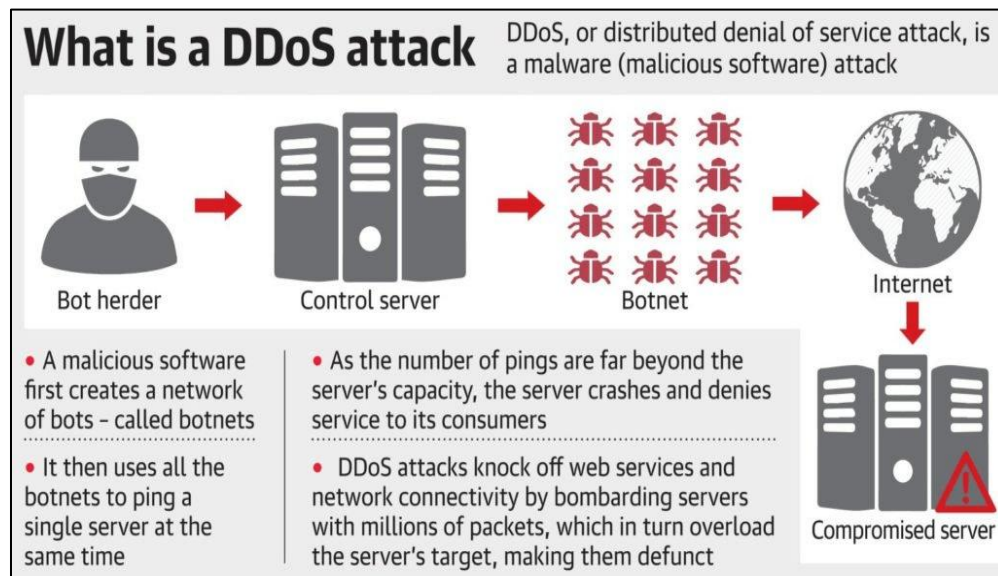 What is a DDoS attack
DDoS, or distributed denial of service attack, is
a malware (malicious software) attack
Bot herder
Control server
Botnet
Internet
Compromised server
• A malicious software
first creates a network
of bots – called botnets
• It then uses all the
botnets to ping a
single server at the
same time
• As the number of pings are far beyond the
server's capacity, the server crashes and denies
service to its consumers
• DDoS attacks knock off web services and
network connectivity by bombarding servers
with millions of packets, which in turn overload
the server's target, making them defunct